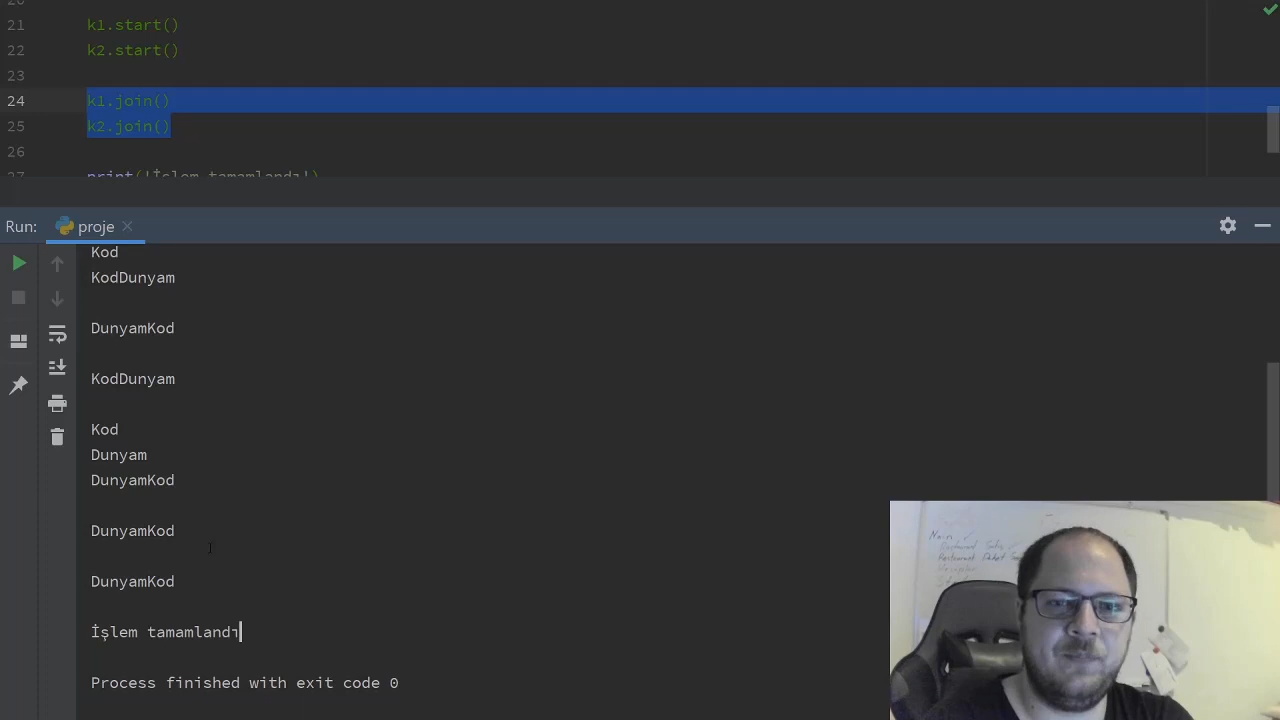 21 k1.start()
22 k2.start()
23
24 k1.join()
25 k2.join()
26
27 print('İşlem tamamlandı')
Run: proje
Kod
KodDunyam
DunyamKod
KodDunyam
Kod
Dunyam
DunyamKod
DunyamKod
DunyamKod
İşlem tamamlandı
Process finished with exit code 0